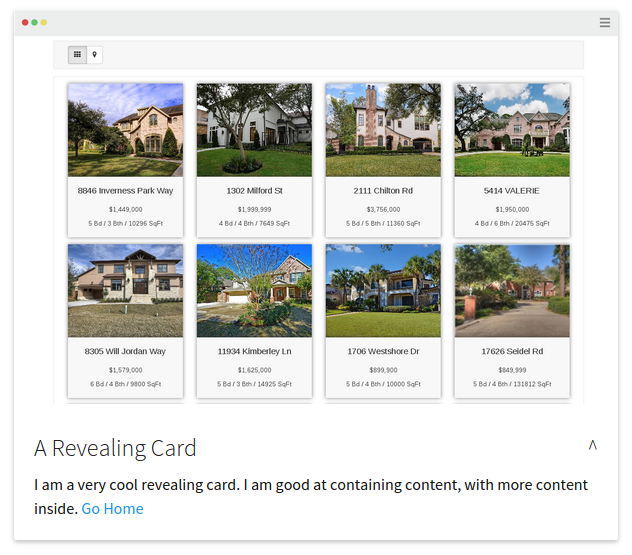 8846 Inverness Park Way
$1,449,000
5 Bd / 3 Bth / 10296 SqFt
1302 Milford St
$1,999,999
4 Bd / 4 Bth / 7649 SqFt
2111 Chilton Rd
$3,756,000
5 Bd / 5 Bth / 11360 SqFt
5414 VALERIE
$1,950,000
4 Bd / 6 Bth / 20475 SqFt
8305 Will Jordan Way
$1,579,000
6 Bd / 4 Bth / 9800 SqFt
11934 Kimberley Ln
$1,625,000
5 Bd / 3 Bth / 14925 SqFt
1706 Westshore Dr
$899,900
5 Bd / 4 Bth / 10000 SqFt
17626 Seidel Rd
$849,999
5 Bd / 4 Bth / 131812 SqFt
A Revealing Card ^
I am a very cool revealing card. I am good at containing content, with more content
inside. Go Home